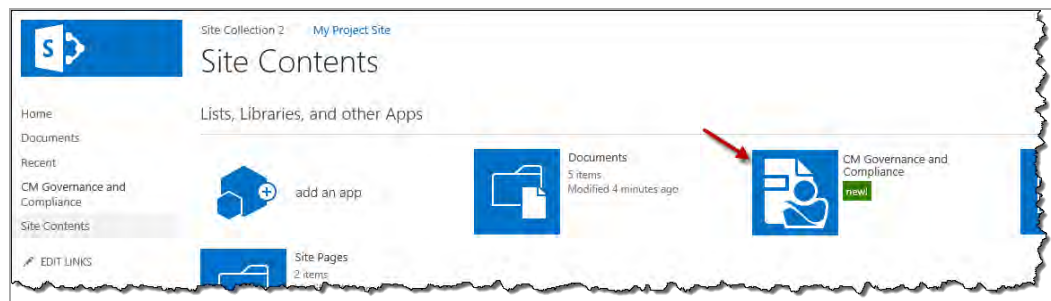 S
Site Collection 2 My Project Site
Site Contents
Home
Documents
Recent
CM Governance and
Compliance
Site Contents
EDIT LINKS
Lists, Libraries, and other Apps
add an app
Documents
5 items
Modified 4 minutes ago
CM Governance and
Compliance
new!
Site Pages
2 items